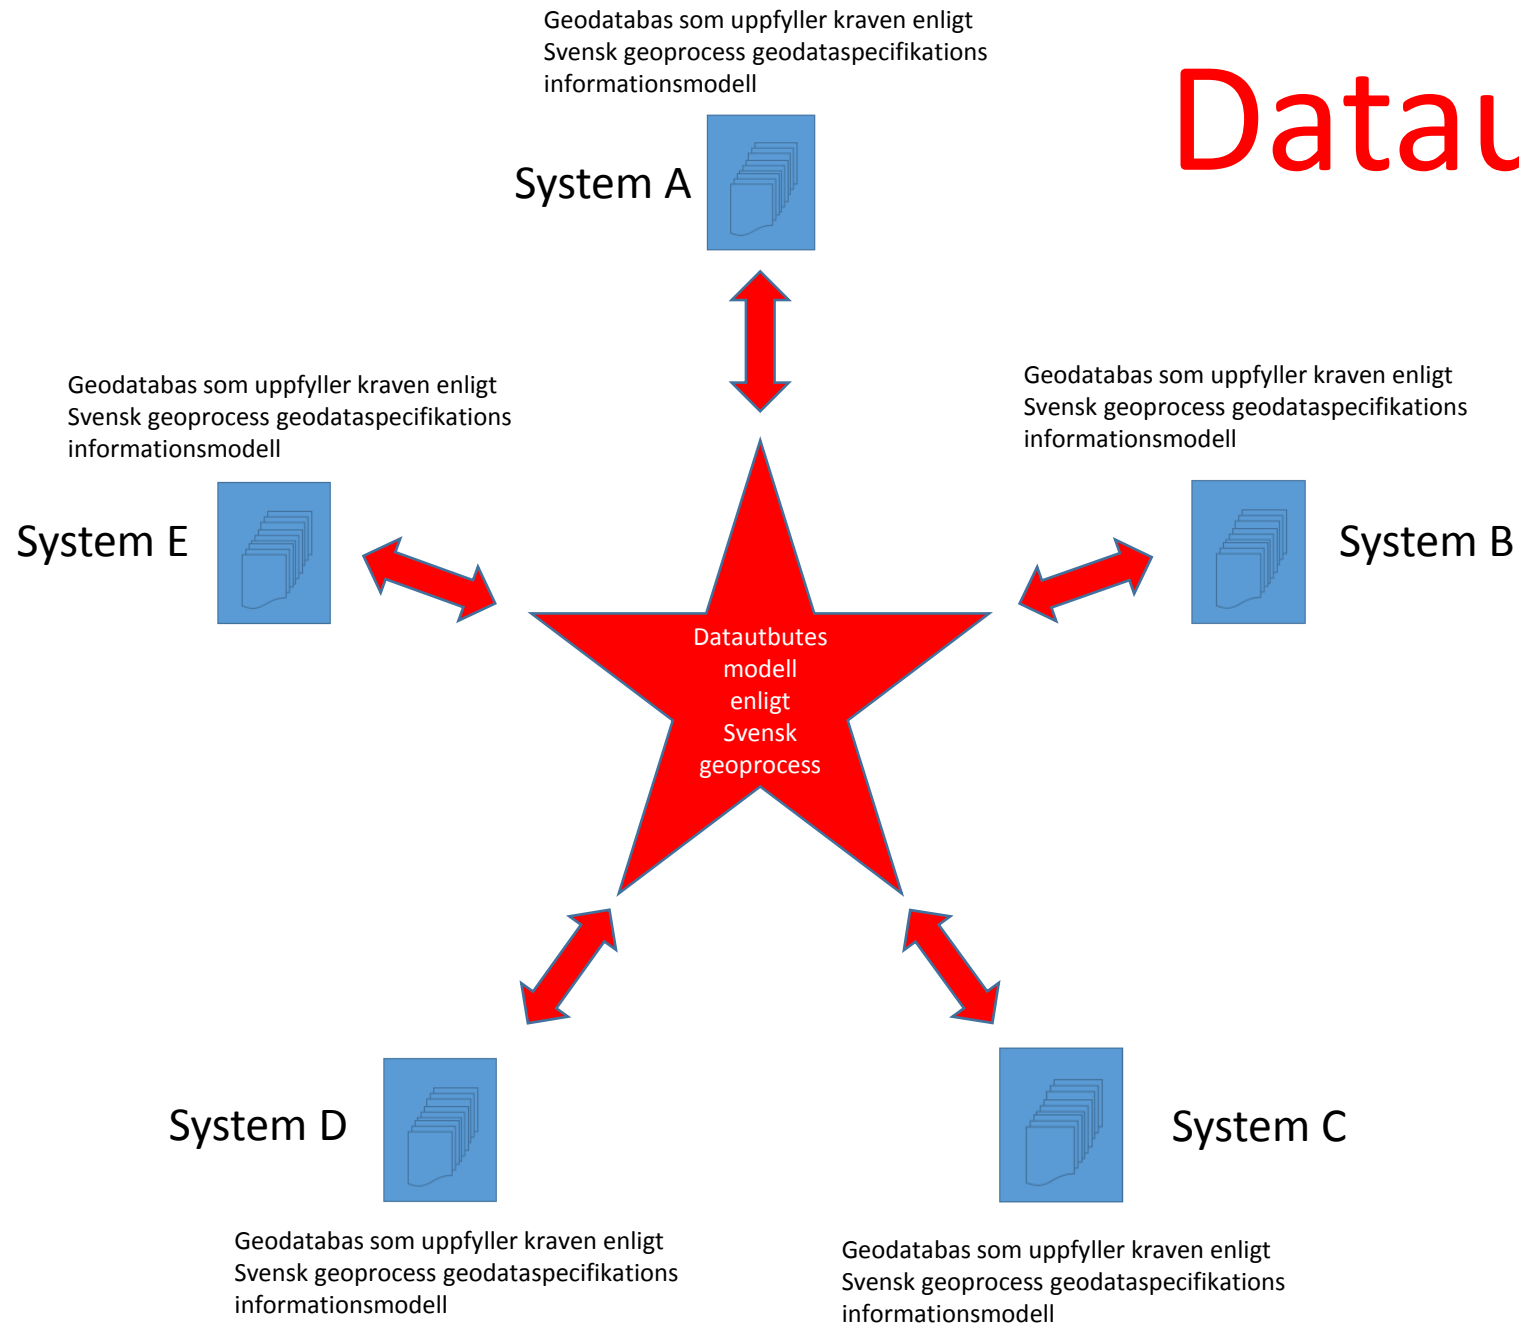 Geodatabas som uppfyller kraven enligt
Svensk geoprocess geodataspecifikations
informationsmodell
Datau
System A
Geodatabas som uppfyller kraven enligt
Svensk geoprocess geodataspecifikations
informationsmodell
System E
Geodatabas som uppfyller kraven enligt
Svensk geoprocess geodataspecifikations
informationsmodell
System B
Datautbutes
modell
enligt
Svensk
geoprocess
System D
Geodatabas som uppfyller kraven enligt
Svensk geoprocess geodataspecifikations
informationsmodell
System C
Geodatabas som uppfyller kraven enligt
Svensk geoprocess geodataspecifikations
informationsmodell